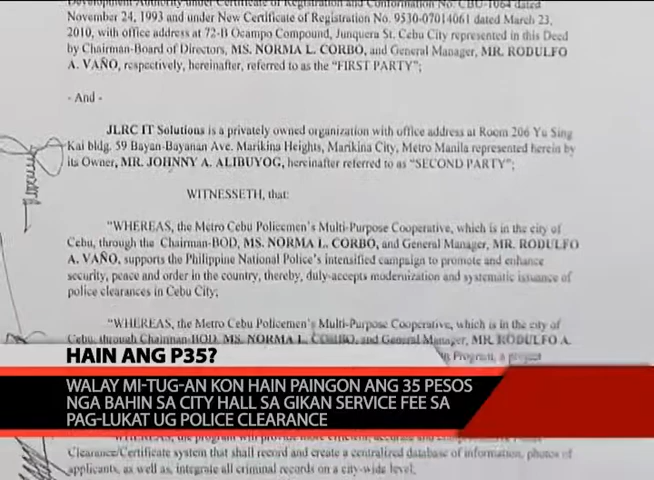 Development Authority under Certificate of Registration and Confirmation No. CBU-1064 dated
November 24, 1993 and under New Certificate of Registration No. 9530-07014061 dated March 23,
2010, with office address at 72-B Ocampo Compound, Junquera St. Cebu City represented in this Deed
by Chairman-Board of Directors, MS. NORMA L. CORBO, and General Manager, MR. RODULFO
A. VAÑO, respectively, hereinafter, referred to as the “FIRST PARTY”;
- And -
JLRC IT Solutions is a privately owned organization with office address at Room 206 Yu Sing
Kai bldg. 59 Bayan-Bayanan Ave. Marikina Heights, Marikina City, Metro Manila represented herein by
its Owner, MR. JOHNNY A. ALIBUYOG, hereinafter referred to as “SECOND PARTY”;
WITNESSETH, that:
“WHEREAS, the Metro Cebu Policemen’s Multi-Purpose Cooperative, which is in the city of
Cebu, through the Chairman-BOD, MS. NORMA L. CORBO, and General Manager, MR. RODULFO
A. VAÑO, supports the Philippine National Police’s intensified campaign to promote and enhance
security, peace and order in the country, thereby, duly-accepts modernization and systematic issuance of
police clearances in Cebu City;
“WHEREAS, the Metro Cebu Policemen’s Multi-Purpose Cooperative, which is in the city of
Cebu, through Chairman-BOD, MS. NORMA L. CORBO, and General Manager, MR. RODULFO A.
Program, a project
HAIN ANG P35?
WALAY MI-TUG-AN KON HAIN PAINGON ANG 35 PESOS
NGA BAHIN SA CITY HALL SA GIKAN SERVICE FEE SA
PAG-LUKAT UG POLICE CLEARANCE
WHEREAS, the program will provide more efficient, accurate and
Clearance/Certificate system that shall record and create a centralized database of information, photos of
applicants, as well as, integrate all criminal records on a city-wide level.